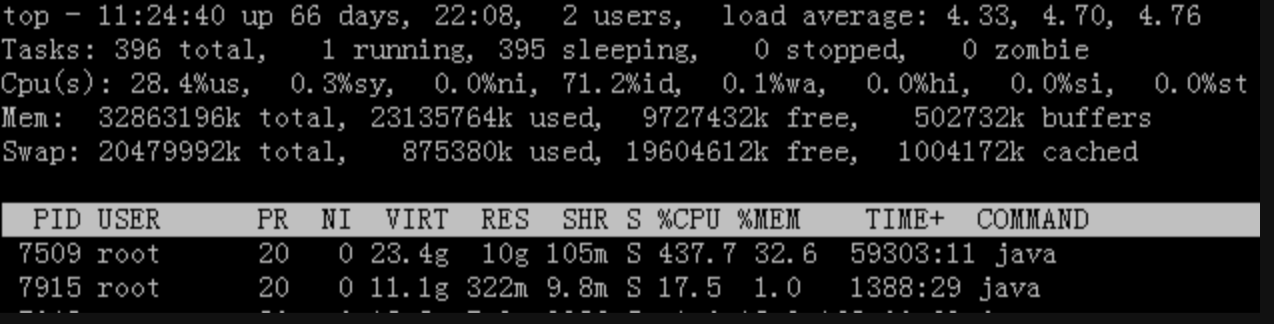 top - 11:24:40 up 66 days, 22:08,  2 users,  load average: 4.33, 4.70, 4.76
Tasks: 396 total,   1 running, 395 sleeping,   0 stopped,   0 zombie
Cpu(s): 28.4%us,  0.3%sy,  0.0%ni, 71.2%id,  0.1%wa,  0.0%hi,  0.0%si,  0.0%st
Mem:  32863196k total, 23135764k used,  9727432k free,   502732k buffers
Swap: 20479992k total,   875380k used, 19604612k free,  1004172k cached
PID USER      PR  NI  VIRT  RES  SHR S %CPU %MEM    TIME+  COMMAND
7509 root      20   0 23.4g  10g 105m S 437.7 32.6  59303:11 java
7915 root      20   0 11.1g 322m 9.8m S 17.5  1.0   1388:29 java